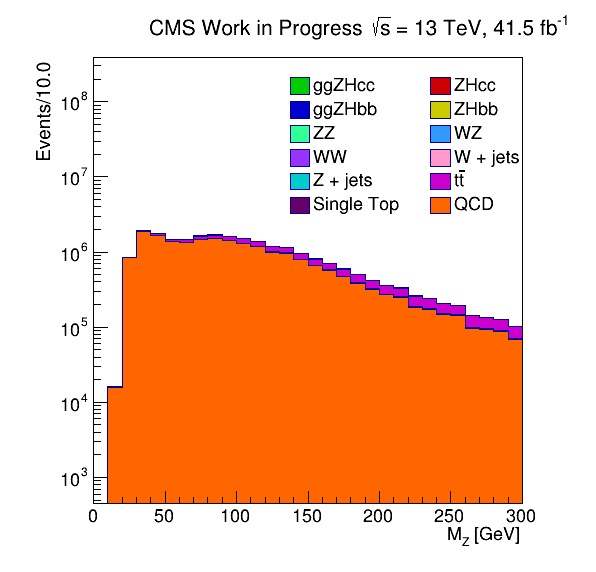 CMS Work in Progress √s = 13 TeV, 41.5 fb⁻¹
Events/10.0
ggZHcc ZHcc
ggZHbb ZHbb
ZZ WZ
WW W + jets
Z + jets tt̄
Single Top QCD
10⁸
10⁷
10⁶
10⁵
10⁴
10³
0 50 100 150 200 250 300
M_Z [GeV]